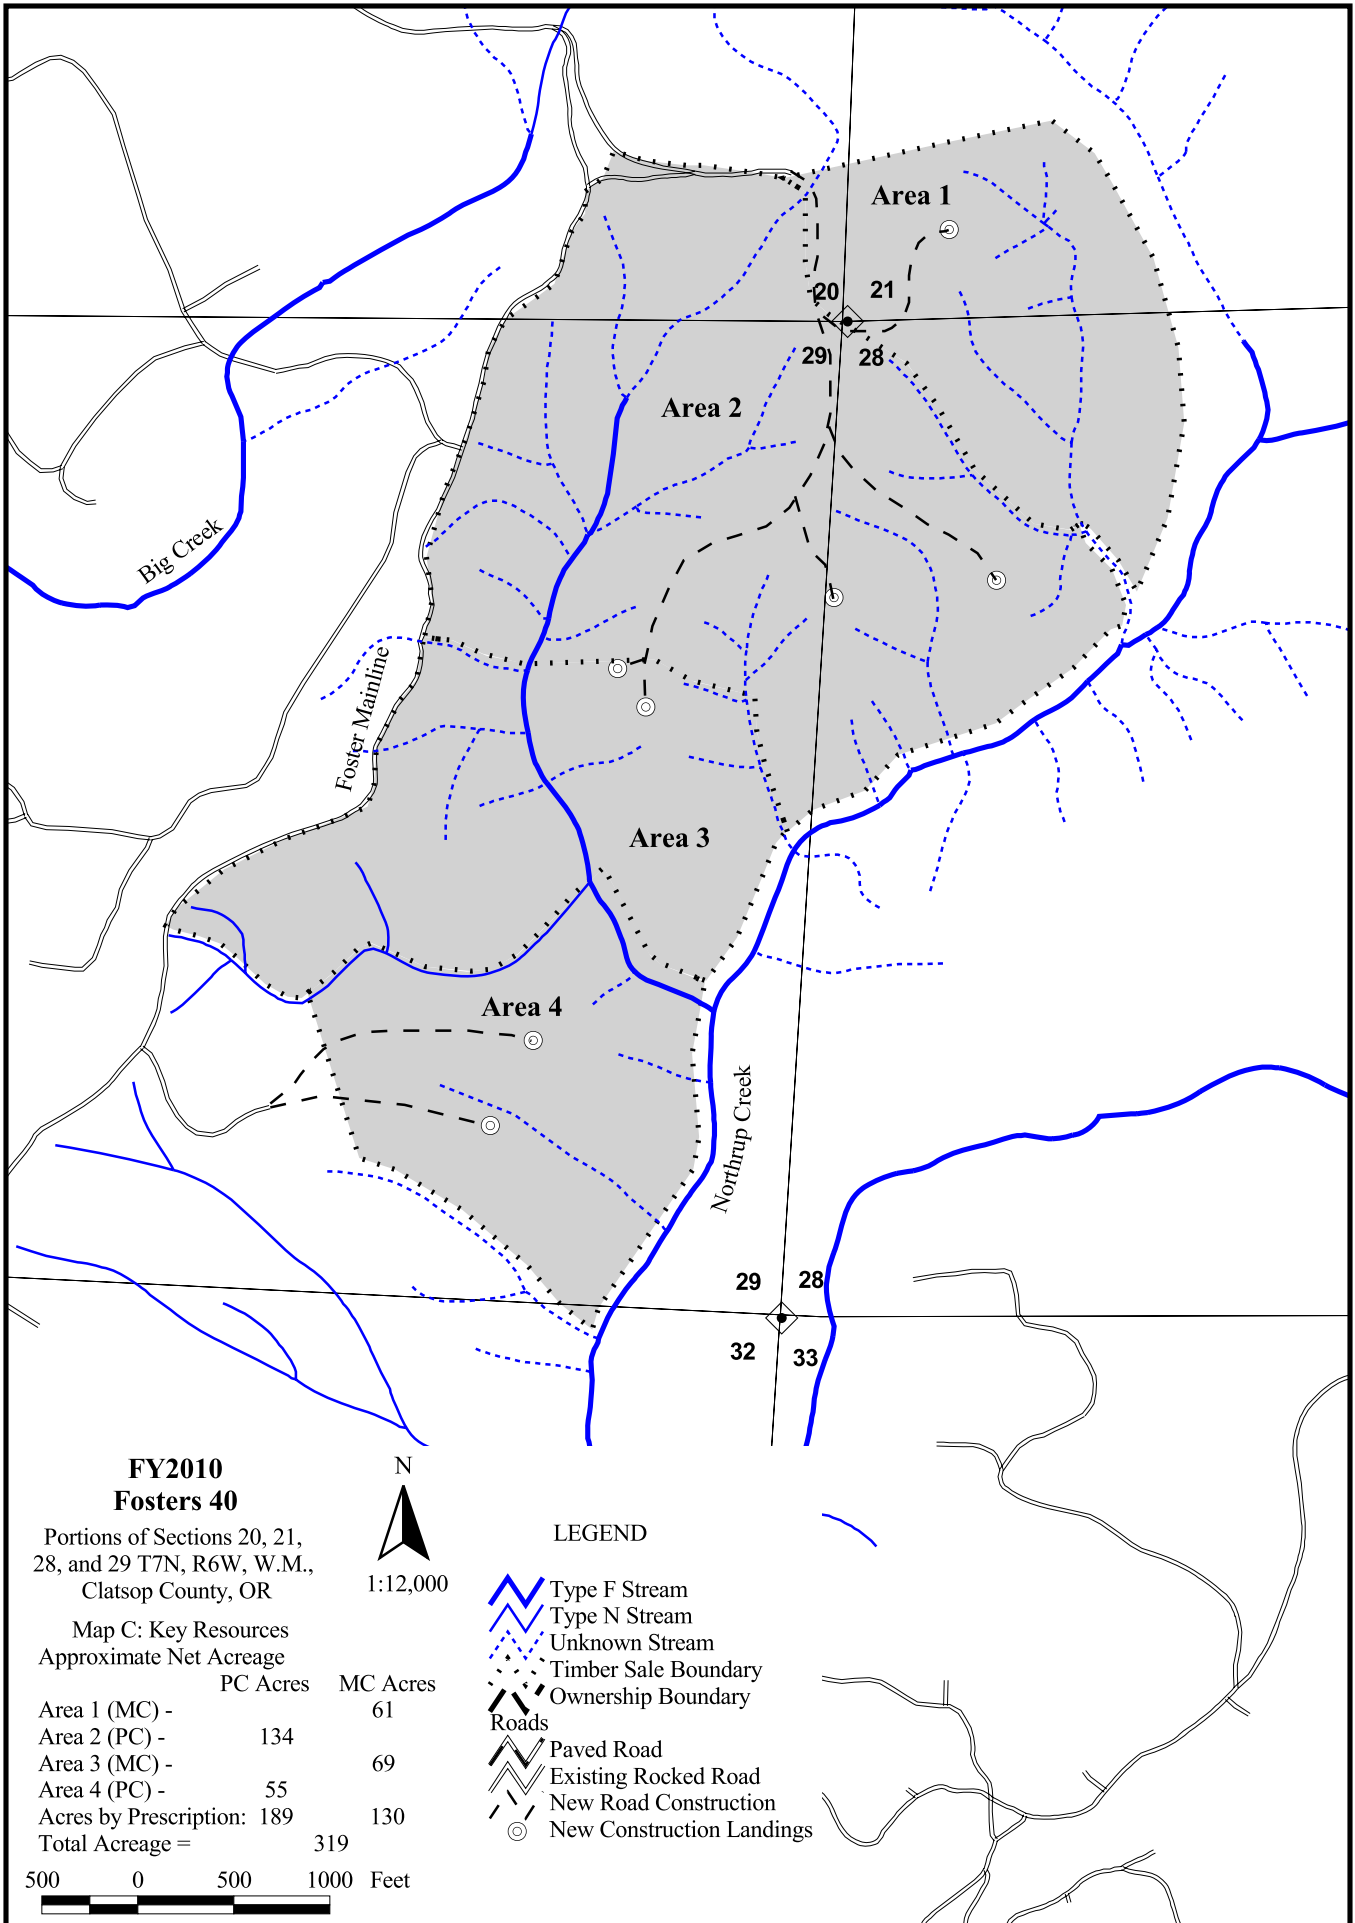 Area 1
20
21
29
28
Area 2
Big Creek
Foster Mainline
Area 3
Area 4
Northrup Creek
29
28
32
33
FY2010
Fosters 40
Portions of Sections 20, 21,
28, and 29 T7N, R6W, W.M.,
Clatsop County, OR
Map C: Key Resources
Approximate Net Acreage
PC Acres MC Acres
Area 1 (MC) - 61
Area 2 (PC) - 134
Area 3 (MC) - 69
Area 4 (PC) - 55
Acres by Prescription: 189 130
Total Acreage = 319
500 0 500 1000 Feet
N
1:12,000
LEGEND
Type F Stream
Type N Stream
Unknown Stream
Timber Sale Boundary
Ownership Boundary
Roads
Paved Road
Existing Rocked Road
New Road Construction
New Construction Landings